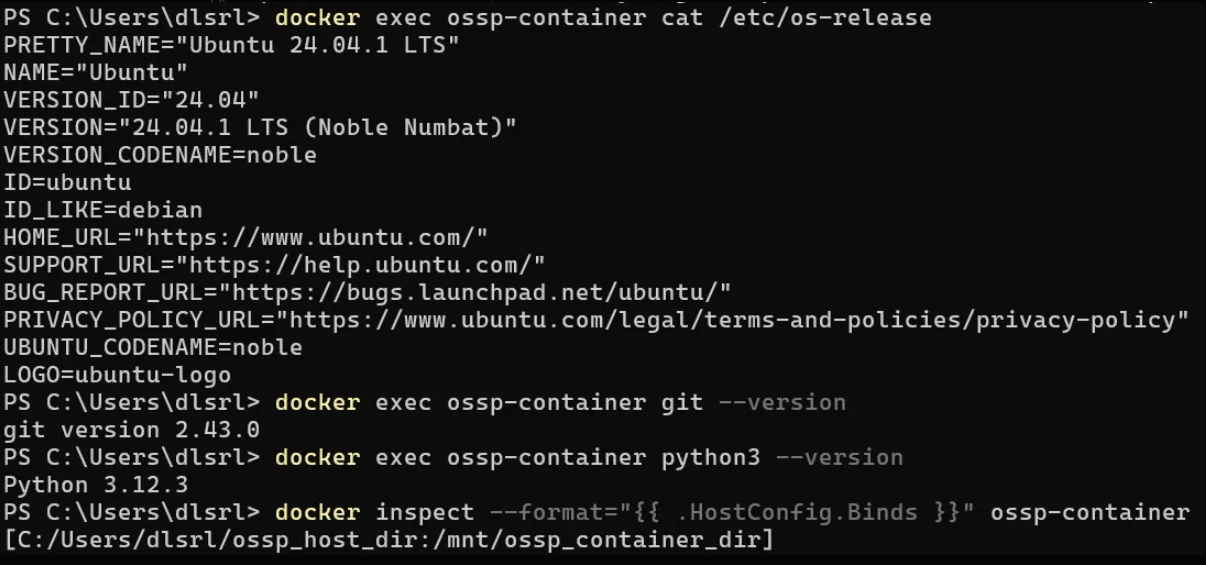 PS C:\Users\dlsrl> docker exec ossp-container cat /etc/os-release
PRETTY_NAME="Ubuntu 24.04.1 LTS"
NAME="Ubuntu"
VERSION_ID="24.04"
VERSION="24.04.1 LTS (Noble Numbat)"
VERSION_CODENAME=noble
ID=ubuntu
ID_LIKE=debian
HOME_URL="https://www.ubuntu.com/"
SUPPORT_URL="https://help.ubuntu.com/"
BUG_REPORT_URL="https://bugs.launchpad.net/ubuntu/"
PRIVACY_POLICY_URL="https://www.ubuntu.com/legal/terms-and-policies/privacy-policy"
UBUNTU_CODENAME=noble
LOGO=ubuntu-logo
PS C:\Users\dlsrl> docker exec ossp-container git --version
git version 2.43.0
PS C:\Users\dlsrl> docker exec ossp-container python3 --version
Python 3.12.3
PS C:\Users\dlsrl> docker inspect --format="{{ .HostConfig.Binds }}" ossp-container
[C:/Users/dlsrl/ossp_host_dir:/mnt/ossp_container_dir]